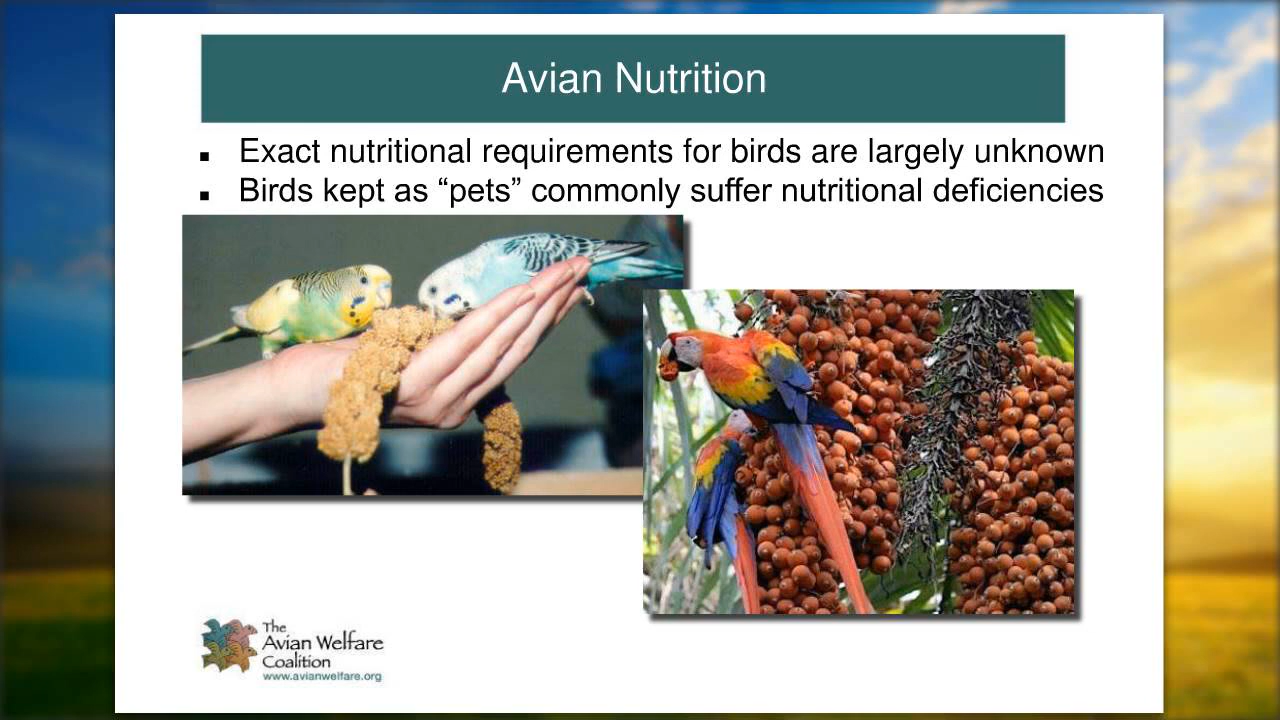 Avian Nutrition
Exact nutritional requirements for birds are largely unknown
Birds kept as “pets” commonly suffer nutritional deficiencies
The
Avian Welfare
Coalition
www.avianwelfare.org